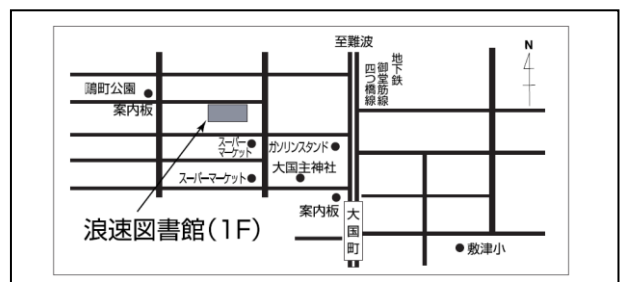 至難波
N
地下鉄
御堂筋線
四つ橋線
鴎町公園
案内板
スーパー
マーケット
ガソリンスタンド
大国主神社
スーパーマーケット
案内板
大国町
浪速図書館(1F)
敷津小